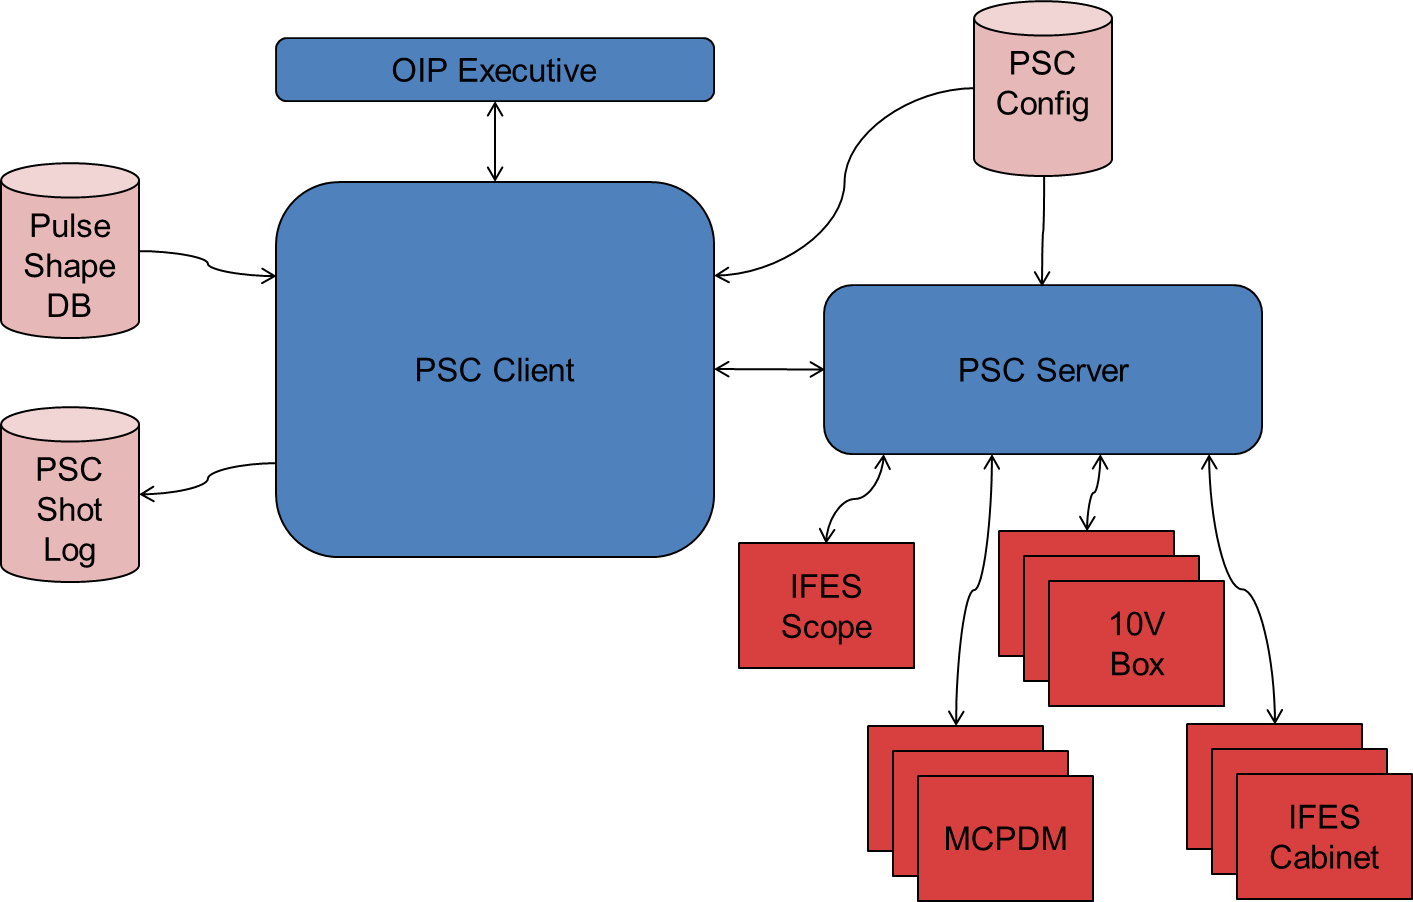 OIP Executive
PSC
Config
Pulse
Shape
DB
PSC Client
PSC Server
PSC
Shot
Log
IFES
Scope
10V
Box
MCPDM
IFES
Cabinet